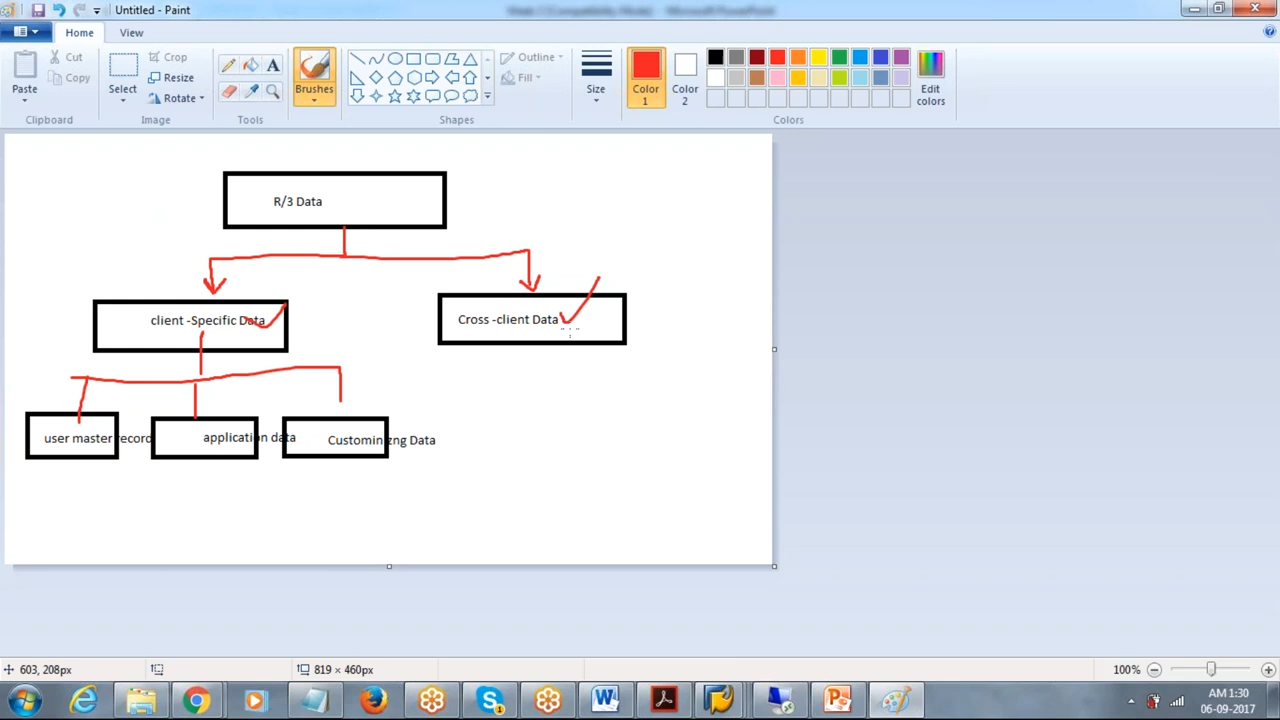 Untitled - Paint
Home
View
Cut
Copy
Paste
Crop
Resize
Rotate
Select
Brushes
Outline
Fill
Size
Color 1
Color 2
Edit colors
Clipboard
Image
Tools
Shapes
Colors
R/3 Data
client -Specific Data
Cross -client Data
user master record
application data
Custominizng Data
603, 208px
819 × 460px
100%
AM 1:30
06-09-2017